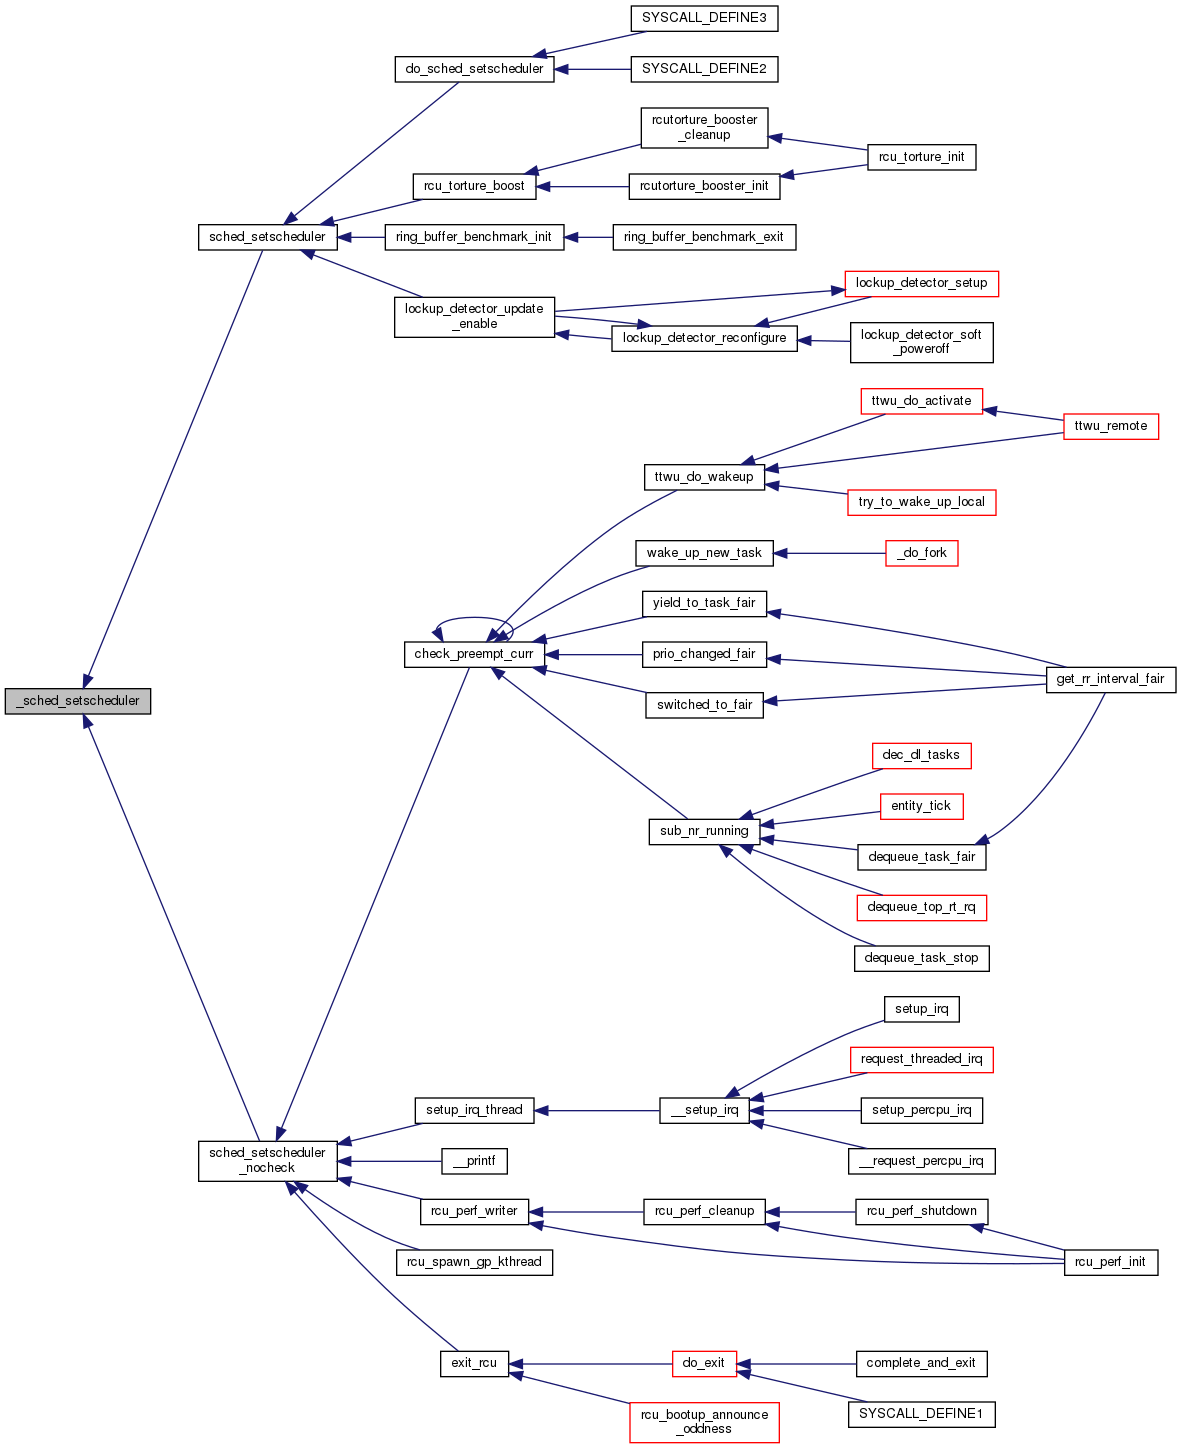 SYSCALL_DEFINE3
do_sched_setscheduler
SYSCALL_DEFINE2
rcutorture_booster
_cleanup
rcu_torture_init
rcu_torture_boost
rcutorture_booster_init
sched_setscheduler
ring_buffer_benchmark_init
ring_buffer_benchmark_exit
lockup_detector_setup
lockup_detector_update
_enable
lockup_detector_reconfigure
lockup_detector_soft
_poweroff
ttwu_do_activate
ttwu_remote
ttwu_do_wakeup
try_to_wake_up_local
wake_up_new_task
_do_fork
yield_to_task_fair
check_preempt_curr
prio_changed_fair
get_rr_interval_fair
_sched_setscheduler
switched_to_fair
dec_dl_tasks
entity_tick
sub_nr_running
dequeue_task_fair
dequeue_top_rt_rq
dequeue_task_stop
setup_irq
request_threaded_irq
setup_irq_thread
__setup_irq
setup_percpu_irq
sched_setscheduler
_nocheck
__printf
__request_percpu_irq
rcu_perf_writer
rcu_perf_cleanup
rcu_perf_shutdown
rcu_spawn_gp_kthread
rcu_perf_init
exit_rcu
do_exit
complete_and_exit
rcu_bootup_announce
_oddness
SYSCALL_DEFINE1